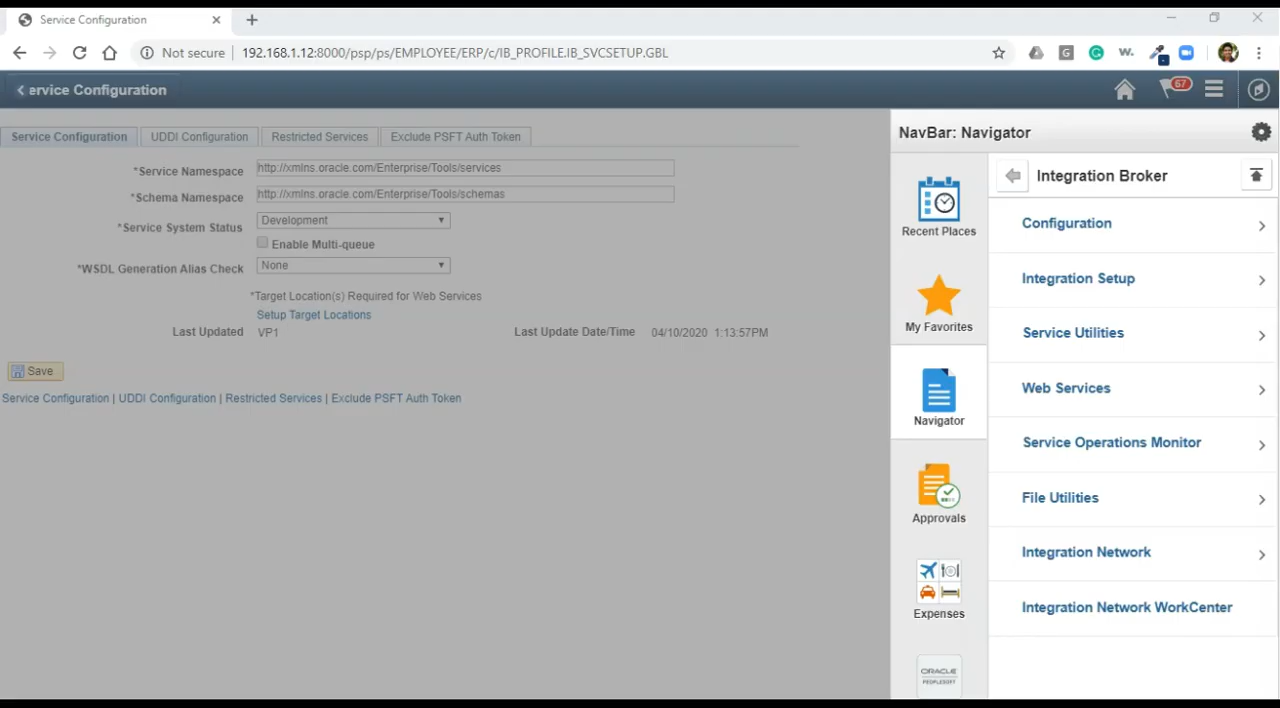 Service Configuration
Not secure | 192.168.1.12:8000/psp/ps/EMPLOYEE/ERP/c/IB_PROFILE.IB_SVCSETUP.GBL
G
G
W.
ervice Configuration
67
Service Configuration
UDDI Configuration
Restricted Services
Exclude PSFT Auth Token
*Service Namespace
http://xmlns.oracle.com/Enterprise/Tools/services
*Schema Namespace
http://xmlns.oracle.com/Enterprise/Tools/schemas
*Service System Status
Development
Enable Multi-queue
*WSDL Generation Alias Check
None
*Target Location(s) Required for Web Services
Setup Target Locations
Last Updated
VP1
Last Update Date/Time
04/10/2020 1:13:57PM
Save
Service Configuration | UDDI Configuration | Restricted Services | Exclude PSFT Auth Token
NavBar: Navigator
Recent Places
My Favorites
Navigator
Approvals
Expenses
ORACLE
PEOPLESOFT
Integration Broker
Configuration
Integration Setup
Service Utilities
Web Services
Service Operations Monitor
File Utilities
Integration Network
Integration Network WorkCenter